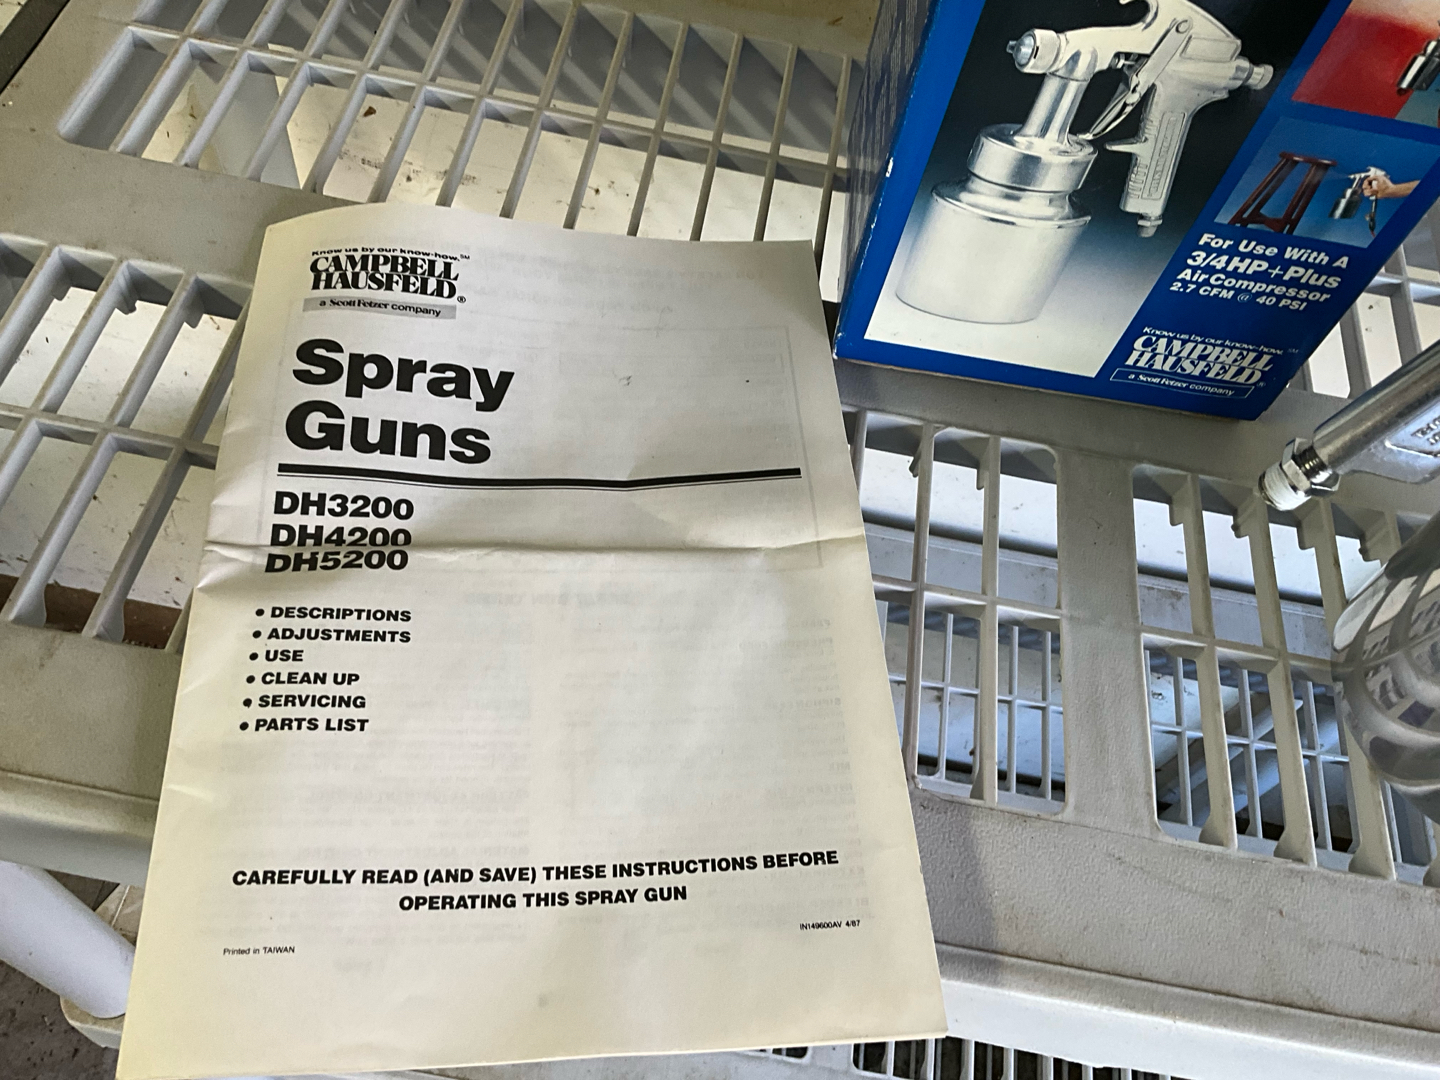 Know us by our know-how.SM
CAMPBELL
HAUSFELD®
a Scott Fetzer company
Spray
Guns
DH3200
DH4200
DH5200
• DESCRIPTIONS
• ADJUSTMENTS
• USE
• CLEAN UP
• SERVICING
• PARTS LIST
CAREFULLY READ (AND SAVE) THESE INSTRUCTIONS BEFORE
OPERATING THIS SPRAY GUN
IN149600AV 4/87
Printed in TAIWAN
For Use With A
3/4HP+Plus
Air Compressor
2.7 CFM @ 40 PSI
Know us by our know-how.SM
CAMPBELL
HAUSFELD®
a Scott Fetzer company